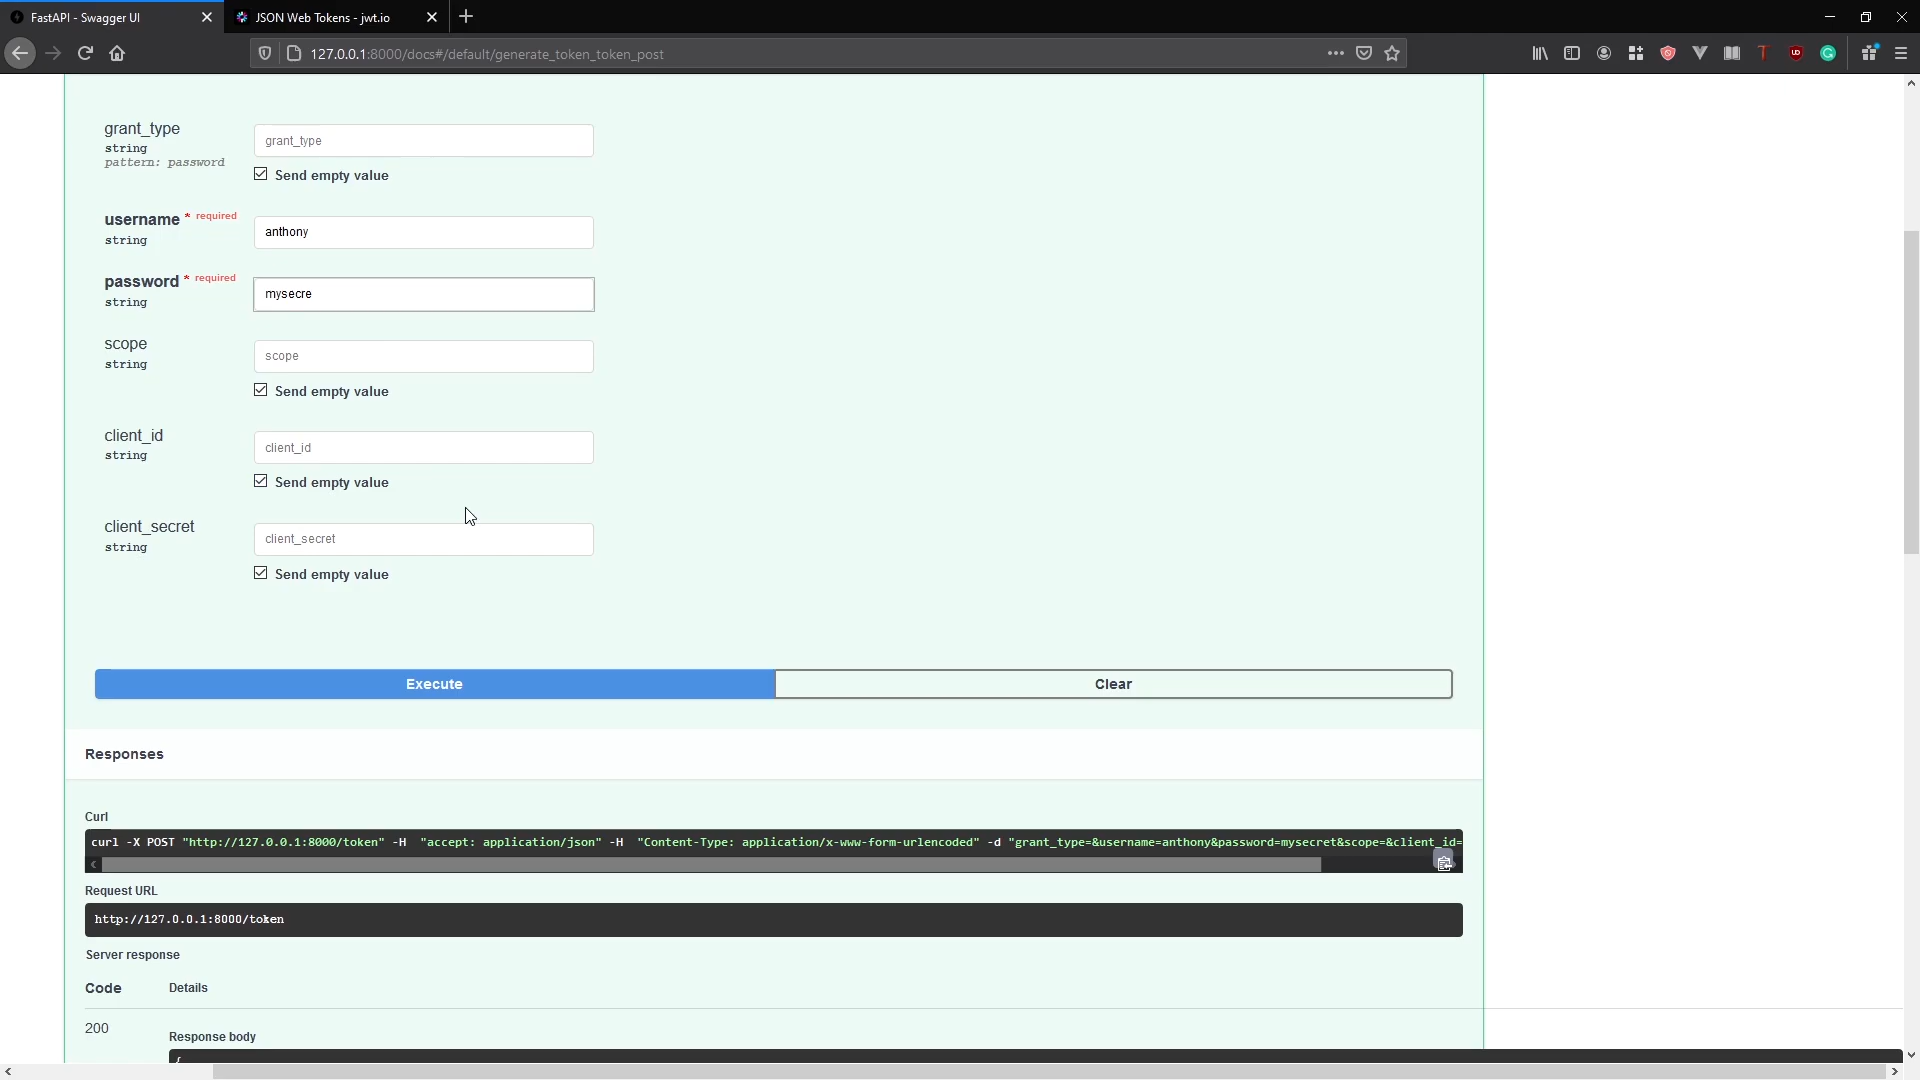 FastAPI - Swagger UI
JSON Web Tokens - jwt.io
127.0.0.1:8000/docs#/default/generate_token_token_post
grant_type
string
pattern: password
grant_type
Send empty value
username * required
string
anthony
password * required
string
mysecre
scope
string
scope
Send empty value
client_id
string
client_id
Send empty value
client_secret
string
client_secret
Send empty value
Execute
Clear
Responses
Curl
curl -X POST "http://127.0.0.1:8000/token" -H "accept: application/json" -H "Content-Type: application/x-www-form-urlencoded" -d "grant_type=&username=anthony&password=mysecret&scope=&client_id=
Request URL
http://127.0.0.1:8000/token
Server response
Code
Details
200
Response body
{